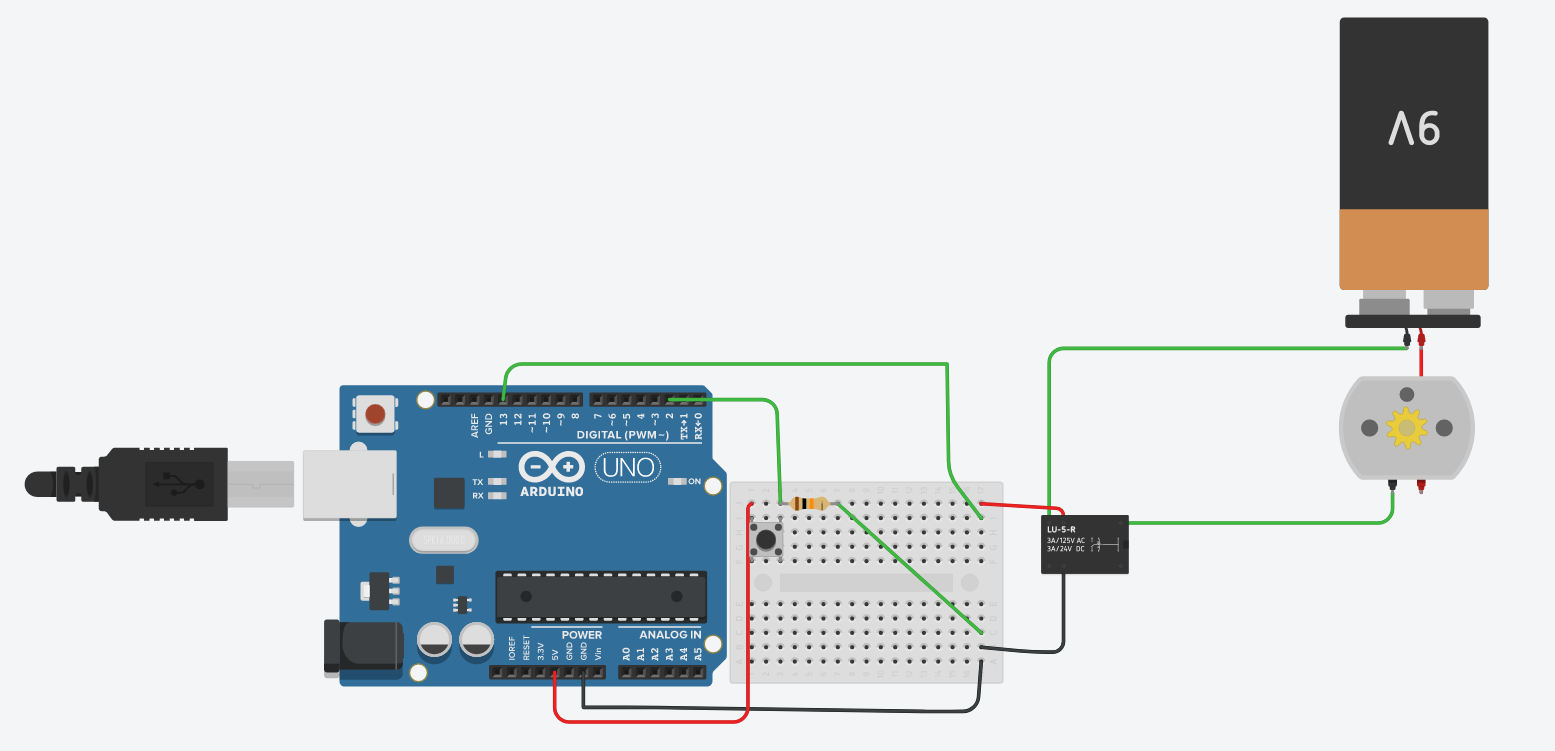 9V
AREF
GND
13
12
~11
~10
~9
8
7
~6
~5
4
~3
2
TX→1
RX←0
DIGITAL (PWM~)
L
TX
RX
ARDUINO
UNO
ON
LU-5-R
3A/125V AC
3A/24V DC
POWER
ANALOG IN
IOREF
RESET
3.3V
5V
GND
GND
Vin
A0
A1
A2
A3
A4
A5